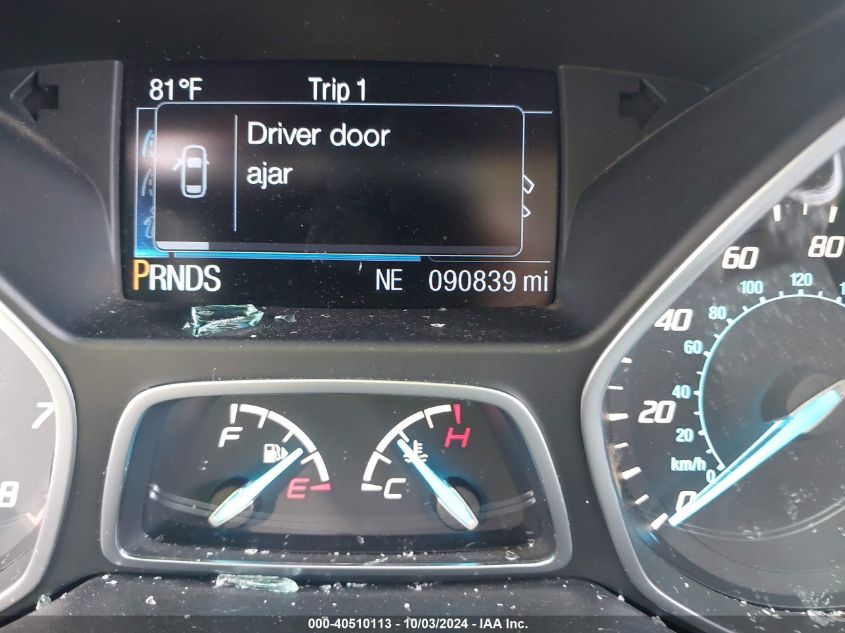 81°F Trip 1
Driver door
ajar
PRNDS NE 090839 mi
7
8
F
E
H
C
80
60
40
20
0
120
100
80
60
40
20
0
km/h
000-40510113 - 10/03/2024 - IAA Inc.